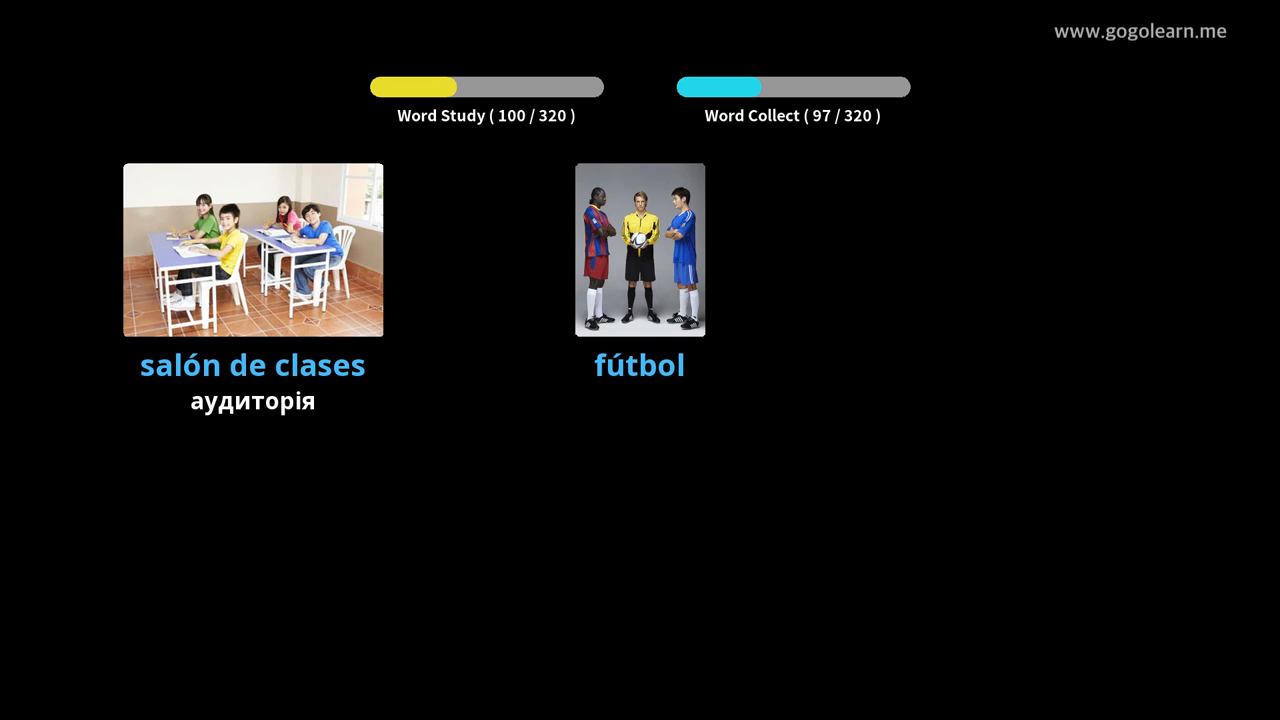 www.gogolearn.me
Word Study ( 100 / 320 )
Word Collect ( 97 / 320 )
salón de clases
аудиторія
fútbol